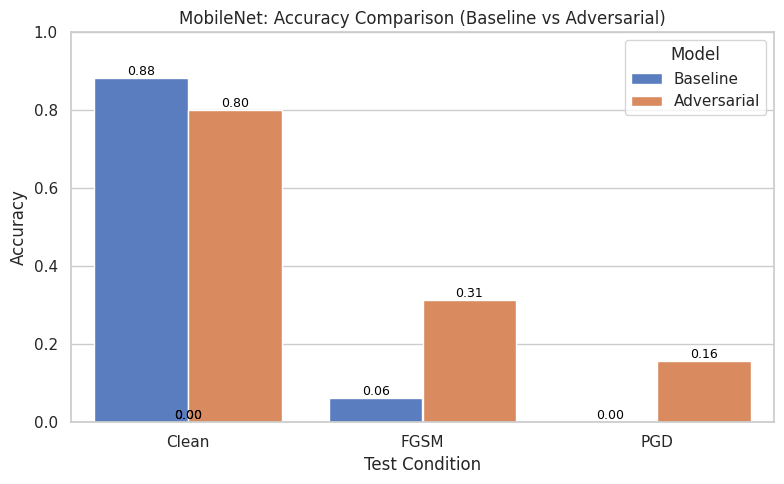 MobileNet: Accuracy Comparison (Baseline vs Adversarial)
Accuracy
1.0
0.8
0.6
0.4
0.2
0.0
Model
Baseline
Adversarial
0.88
0.80
0.00
0.06
0.31
0.00
0.16
Clean
FGSM
PGD
Test Condition